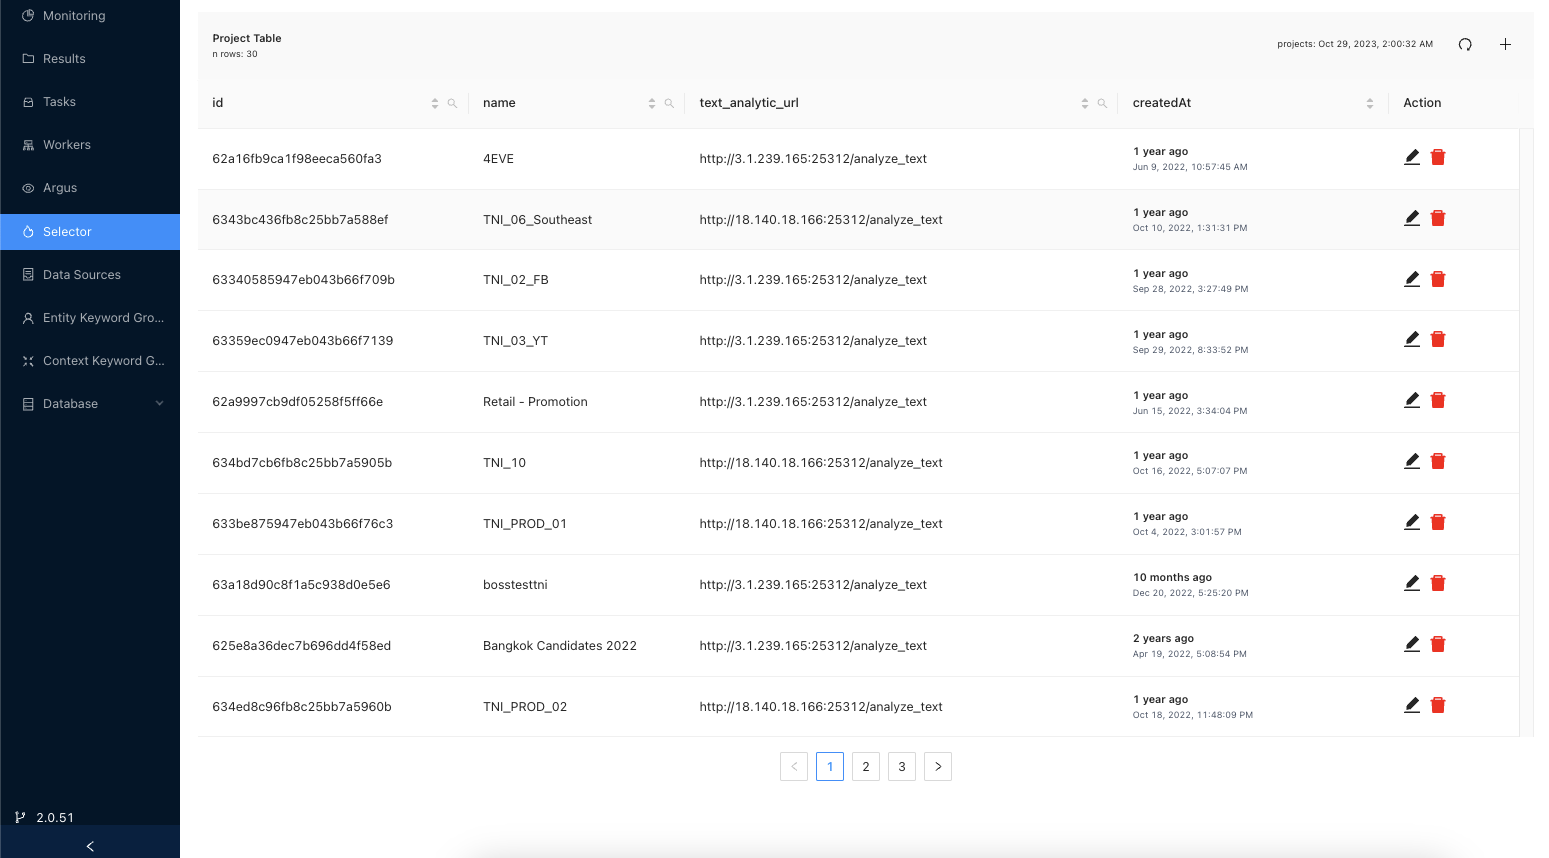 Monitoring
Results
Tasks
Workers
Argus
Selector
Data Sources
Entity Keyword Gro...
Context Keyword G...
Database
2.0.51
Project Table
n rows: 30
projects: Oct 29, 2023, 2:00:32 AM
id name text_analytic_url createdAt Action
62a16fb9ca1f98eeca560fa3 4EVE http://3.1.239.165:25312/analyze_text 1 year ago
Jun 9, 2022, 10:57:45 AM
6343bc436fb8c25bb7a588ef TNI_06_Southeast http://18.140.18.166:25312/analyze_text 1 year ago
Oct 10, 2022, 1:31:31 PM
63340585947eb043b66f709b TNI_02_FB http://3.1.239.165:25312/analyze_text 1 year ago
Sep 28, 2022, 3:27:49 PM
63359ec0947eb043b66f7139 TNI_03_YT http://3.1.239.165:25312/analyze_text 1 year ago
Sep 29, 2022, 8:33:52 PM
62a9997cb9df05258f5ff66e Retail - Promotion http://3.1.239.165:25312/analyze_text 1 year ago
Jun 15, 2022, 3:34:04 PM
634bd7cb6fb8c25bb7a5905b TNI_10 http://18.140.18.166:25312/analyze_text 1 year ago
Oct 16, 2022, 5:07:07 PM
633be875947eb043b66f76c3 TNI_PROD_01 http://18.140.18.166:25312/analyze_text 1 year ago
Oct 4, 2022, 3:01:57 PM
63a18d90c8f1a5c938d0e5e6 bosstesttni http://3.1.239.165:25312/analyze_text 10 months ago
Dec 20, 2022, 5:25:20 PM
625e8a36dec7b696dd4f58ed Bangkok Candidates 2022 http://3.1.239.165:25312/analyze_text 2 years ago
Apr 19, 2022, 5:08:54 PM
634ed8c96fb8c25bb7a5960b TNI_PROD_02 http://18.140.18.166:25312/analyze_text 1 year ago
Oct 18, 2022, 11:48:09 PM
1 2 3